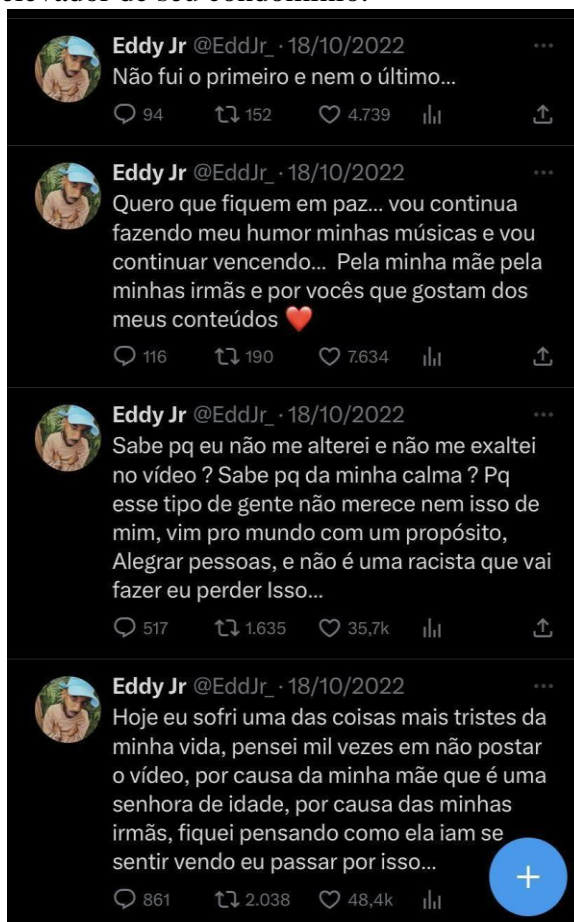 elevador de seu condomínio.
Eddy Jr @EddJr_ · 18/10/2022
Não fui o primeiro e nem o último...
94 152 4.739
Eddy Jr @EddJr_ · 18/10/2022
Quero que fiquem em paz... vou continua
fazendo meu humor minhas músicas e vou
continuar vencendo... Pela minha mãe pela
minhas irmãs e por vocês que gostam dos
meus conteúdos ❤️
116 190 7.634
Eddy Jr @EddJr_ · 18/10/2022
Sabe pq eu não me alterei e não me exaltei
no vídeo ? Sabe pq da minha calma ? Pq
esse tipo de gente não merece nem isso de
mim, vim pro mundo com um propósito,
Alegrar pessoas, e não é uma racista que vai
fazer eu perder Isso...
517 1.635 35,7k
Eddy Jr @EddJr_ · 18/10/2022
Hoje eu sofri uma das coisas mais tristes da
minha vida, pensei mil vezes em não postar
o vídeo, por causa da minha mãe que é uma
senhora de idade, por causa das minhas
irmãs, fiquei pensando como ela iam se
sentir vendo eu passar por isso...
861 2.038 48,4k